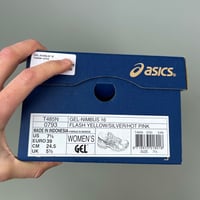 asics
T485N
GEL-NIMBUS 16
0793
FLASH YELLOW/SILVER/HOT PINK
MADE IN INDONESIA
US 7½
EURO 39
CM 24.5
UK 5½
WOMEN'S
GEL